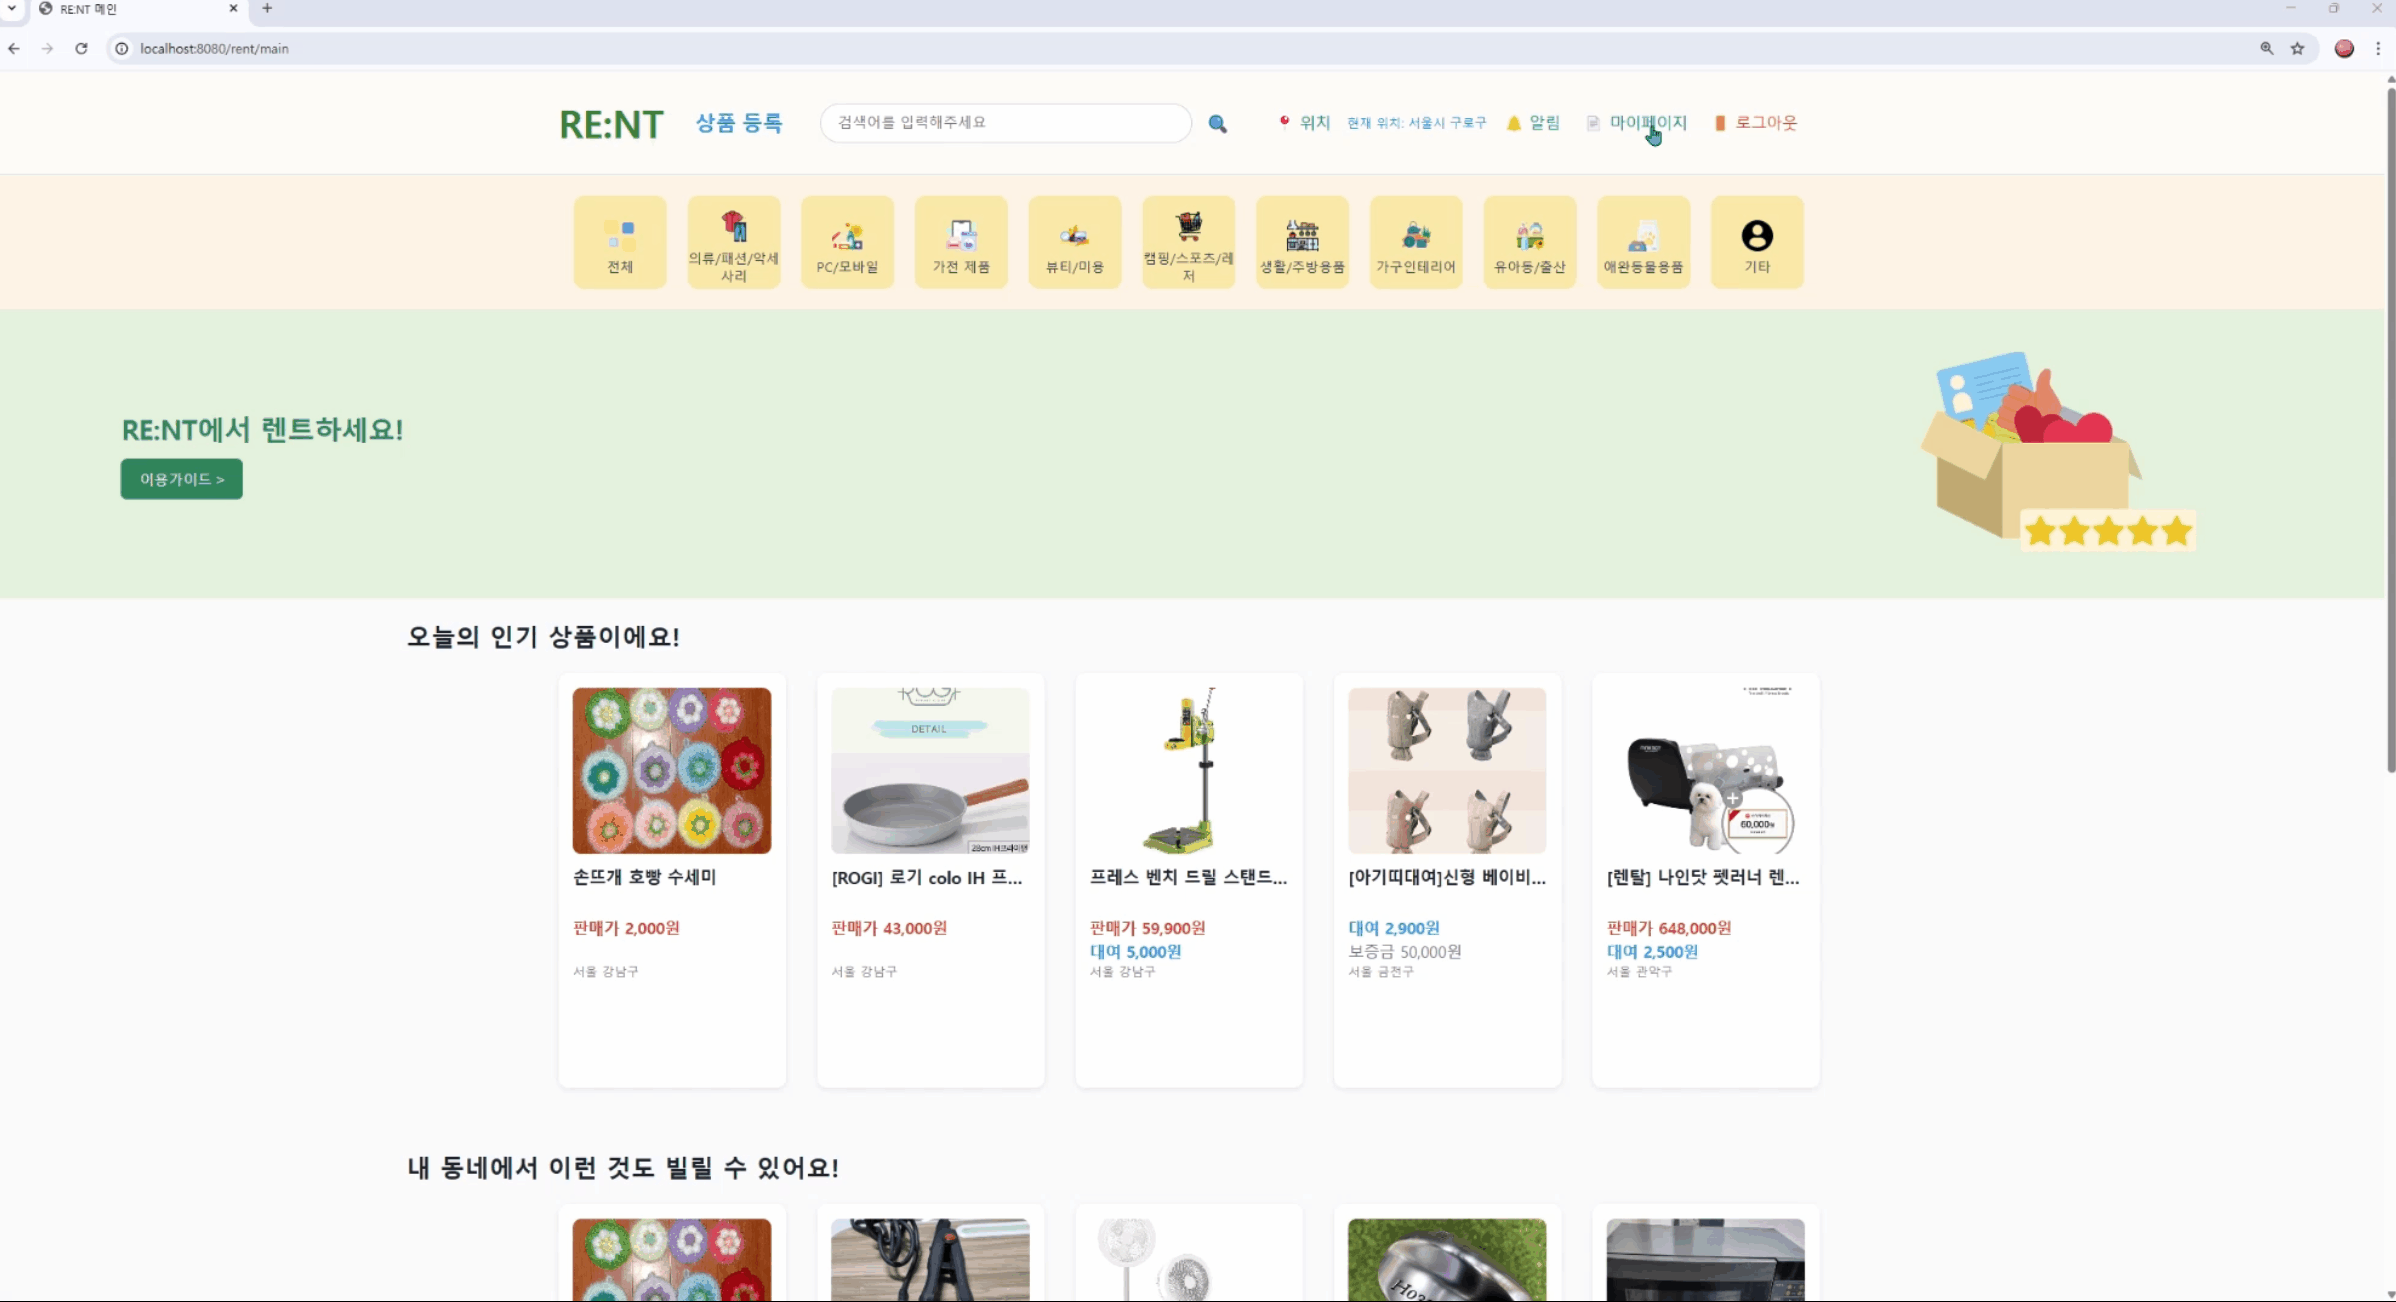 RE:NT 메인
localhost:8080/rent/main
RE:NT 상품 등록 검색어를 입력해주세요 위치 현재 위치: 서울시 구로구 알림 마이페이지 로그아웃
전체
의류/패션/악세
사리
PC/모바일
가전 제품
뷰티/미용
캠핑/스포츠/레
저
생활/주방용품
가구인테리어
유아동/출산
애완동물용품
기타
RE:NT에서 렌트하세요!
이용가이드 >
오늘의 인기 상품이에요!
DETAIL
28cm IH프라이팬
손뜨개 호빵 수세미
판매가 2,000원
서울 강남구
[ROGI] 로기 colo IH 프...
판매가 43,000원
서울 강남구
프레스 벤치 드릴 스탠드...
판매가 59,900원
대여 5,000원
서울 강남구
[아기띠대여]신형 베이비...
대여 2,900원
보증금 50,000원
서울 금천구
60,000원
[렌탈] 나인닷 펫러너 렌...
판매가 648,000원
대여 2,500원
서울 관악구
내 동네에서 이런 것도 빌릴 수 있어요!